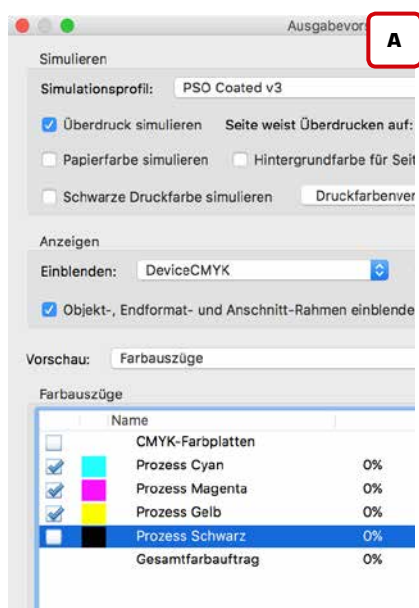 Ausgabevor
A
Simulieren
Simulationsprofil: PSO Coated v3
Überdruck simulieren Seite weist Überdrucken auf:
Papierfarbe simulieren Hintergrundfarbe für Seit
Schwarze Druckfarbe simulieren Druckfarbenver
Anzeigen
Einblenden: DeviceCMYK
Objekt-, Endformat- und Anschnitt-Rahmen einblende
Vorschau: Farbauszüge
Farbauszüge
Name
CMYK-Farbplatten
Prozess Cyan 0%
Prozess Magenta 0%
Prozess Gelb 0%
Prozess Schwarz 0%
Gesamtfarbauftrag 0%